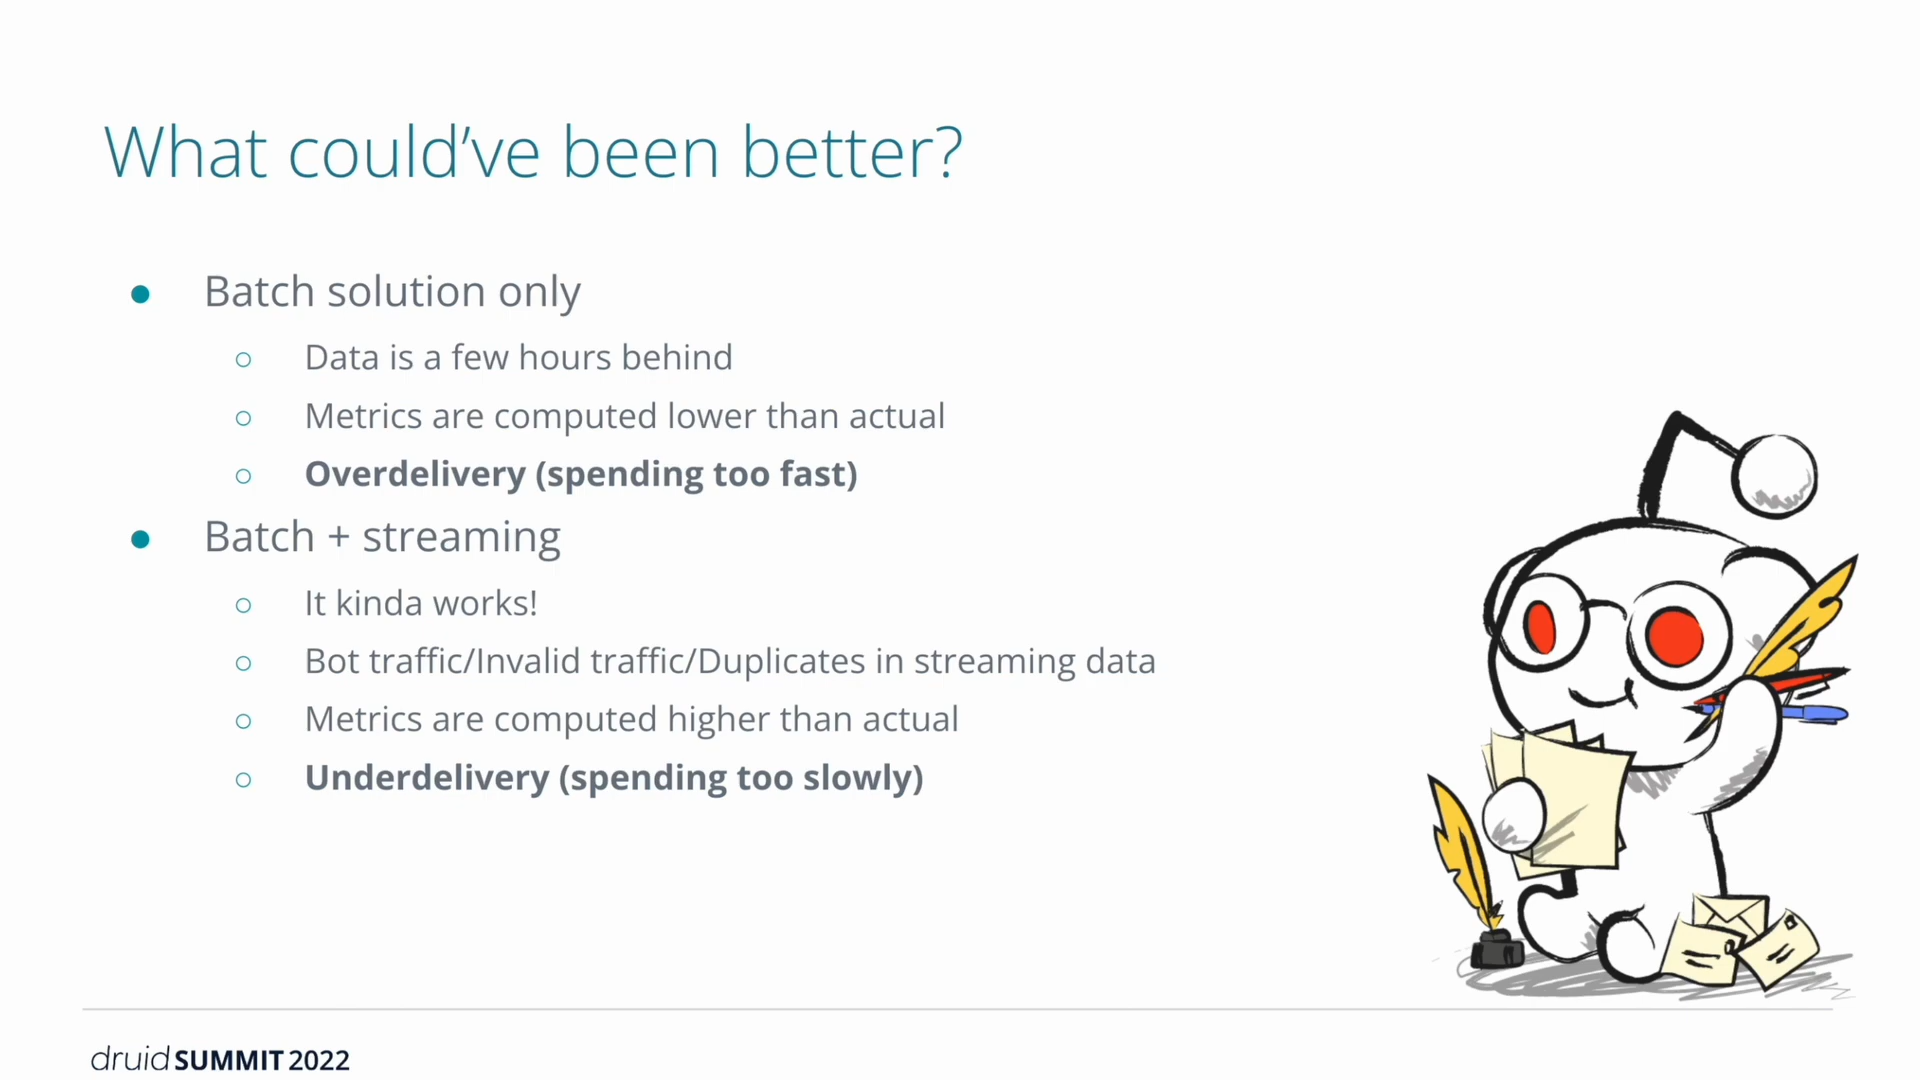 What could’ve been better?
● Batch solution only
○ Data is a few hours behind
○ Metrics are computed lower than actual
○ Overdelivery (spending too fast)
● Batch + streaming
○ It kinda works!
○ Bot traffic/Invalid traffic/Duplicates in streaming data
○ Metrics are computed higher than actual
○ Underdelivery (spending too slowly)
druid SUMMIT 2022